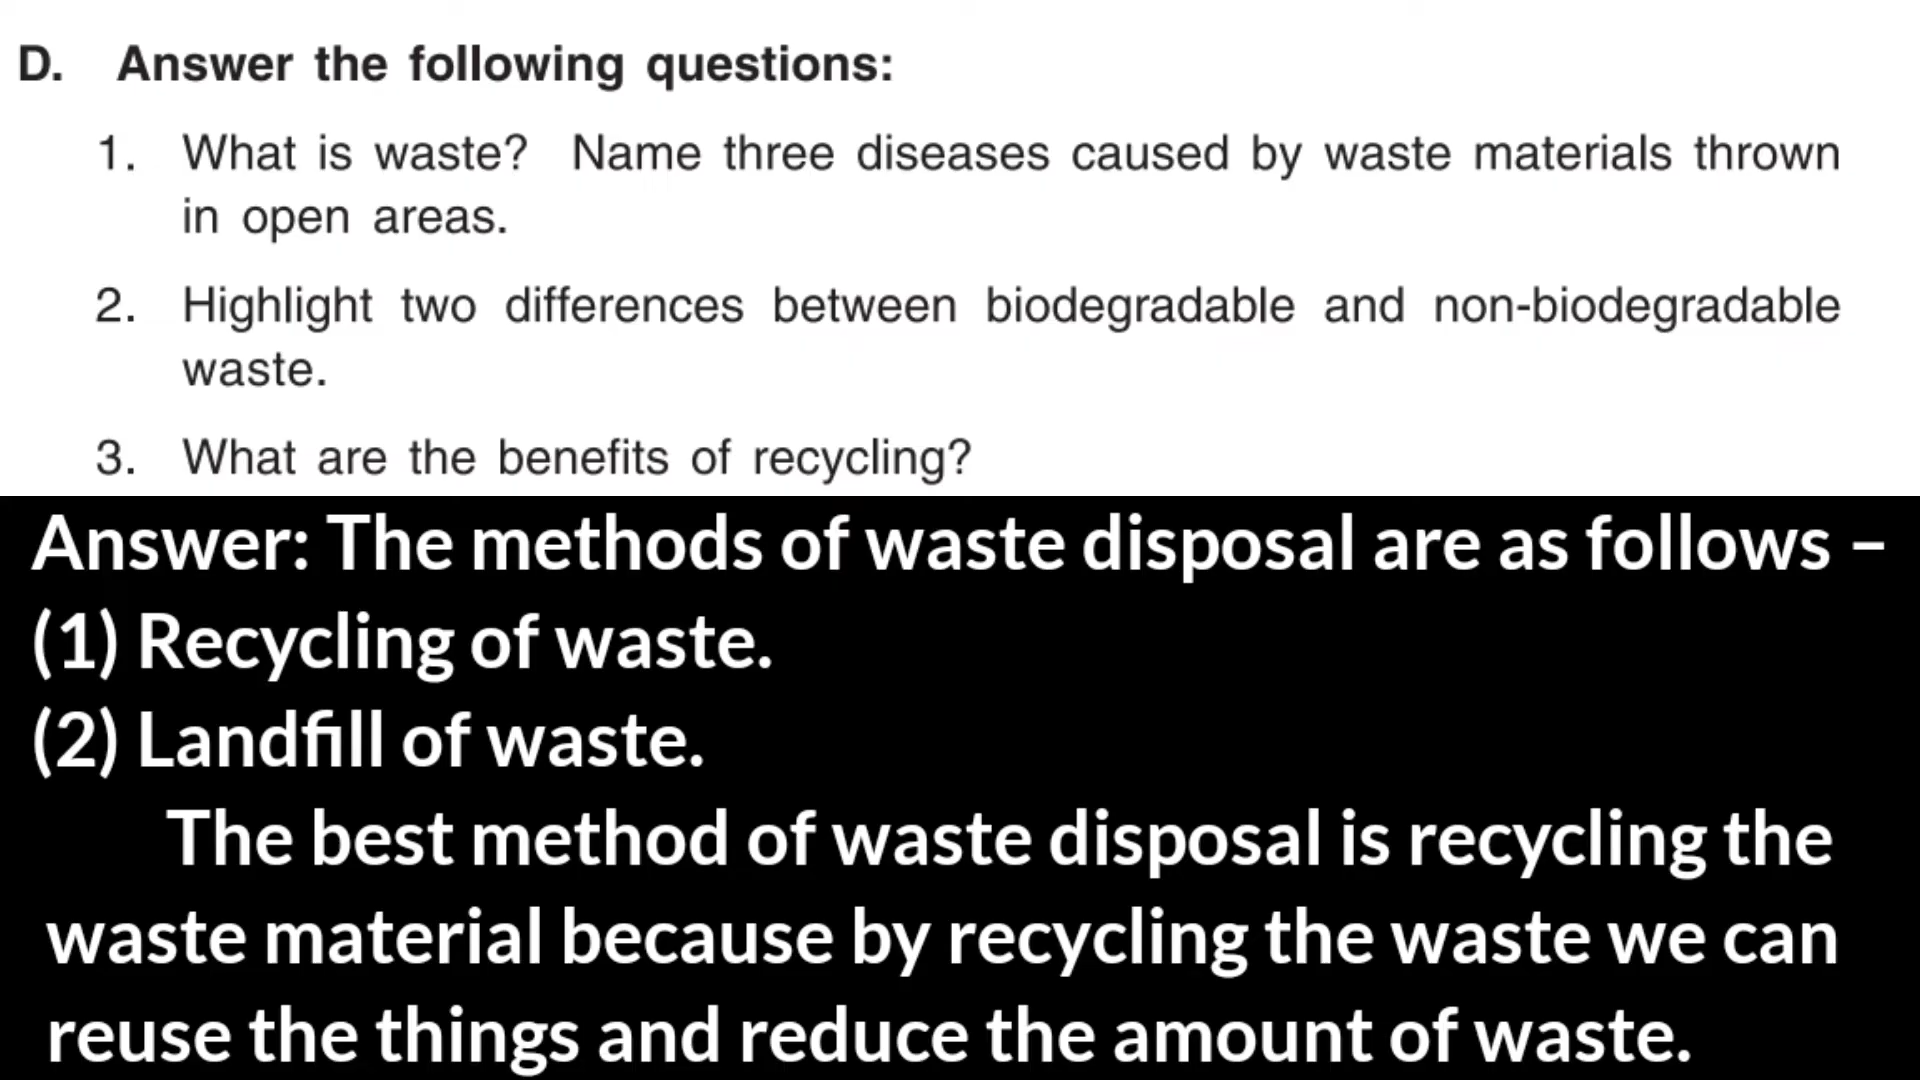 D. Answer the following questions:
1. What is waste? Name three diseases caused by waste materials thrown
in open areas.
2. Highlight two differences between biodegradable and non-biodegradable
waste.
3. What are the benefits of recycling?
Answer: The methods of waste disposal are as follows –
(1) Recycling of waste.
(2) Landfill of waste.
The best method of waste disposal is recycling the
waste material because by recycling the waste we can
reuse the things and reduce the amount of waste.